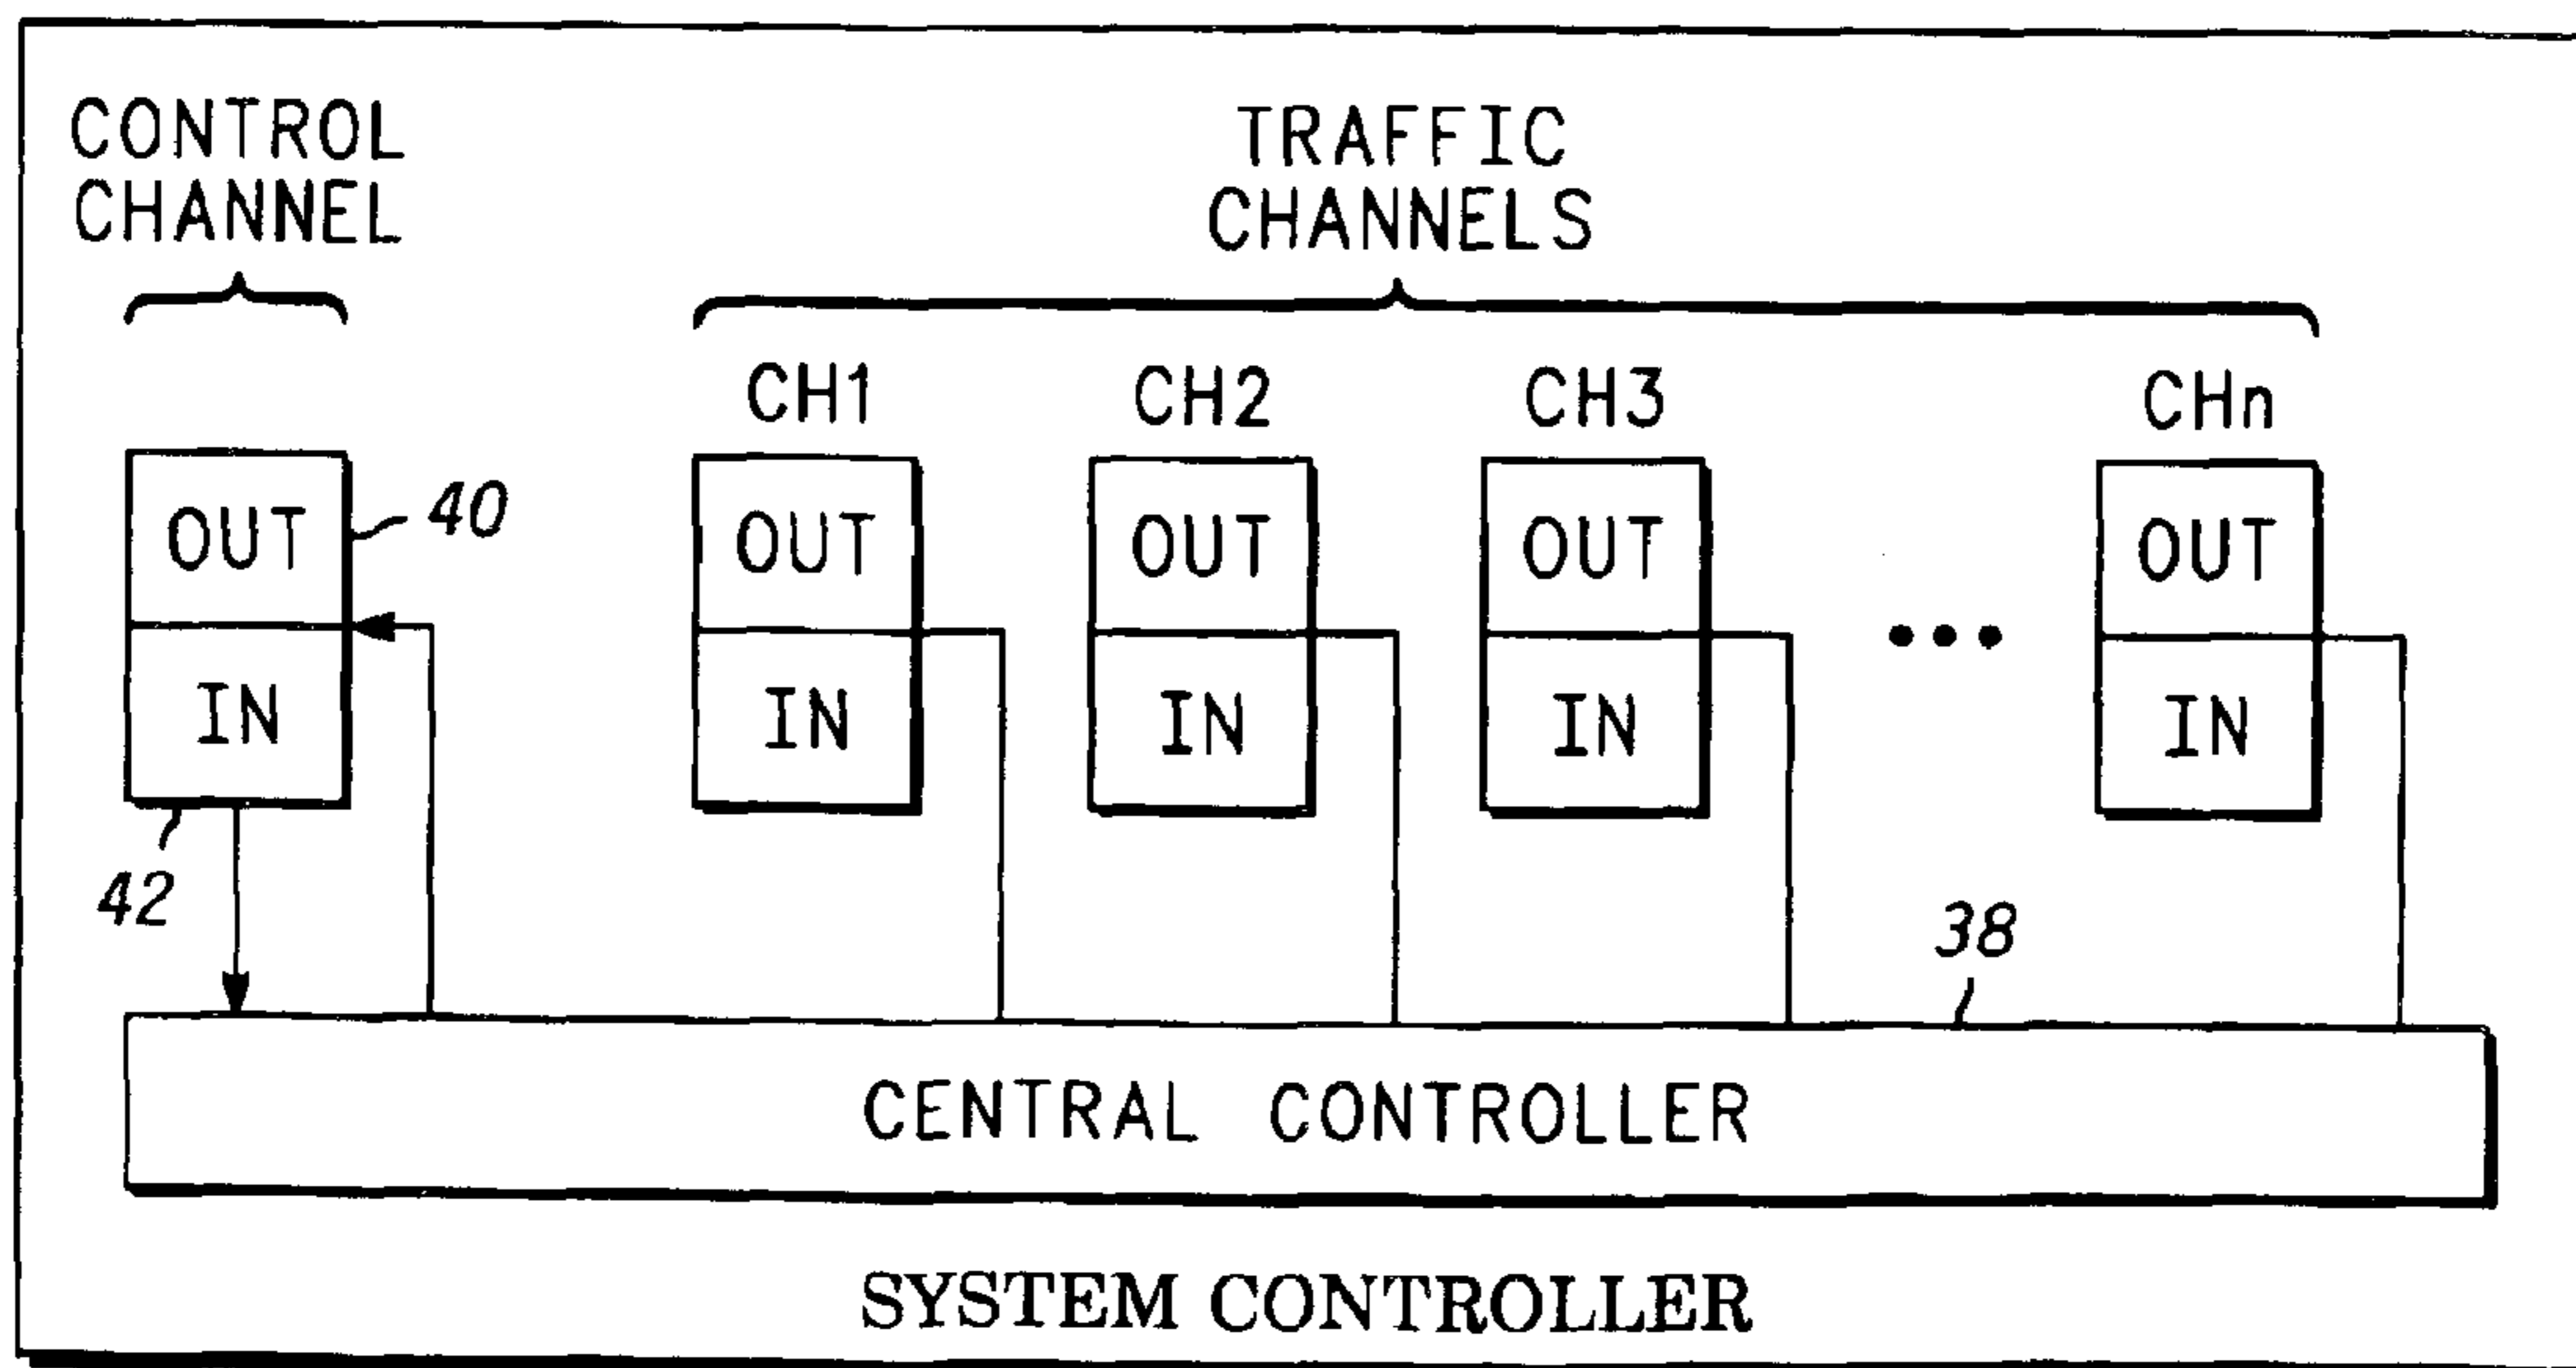 CONTROL
CHANNEL
TRAFFIC
CHANNELS
CH1
CH2
CH3
CHn
OUT
40
OUT
OUT
OUT
•••
OUT
IN
IN
IN
IN
IN
42
38
CENTRAL CONTROLLER
SYSTEM CONTROLLER